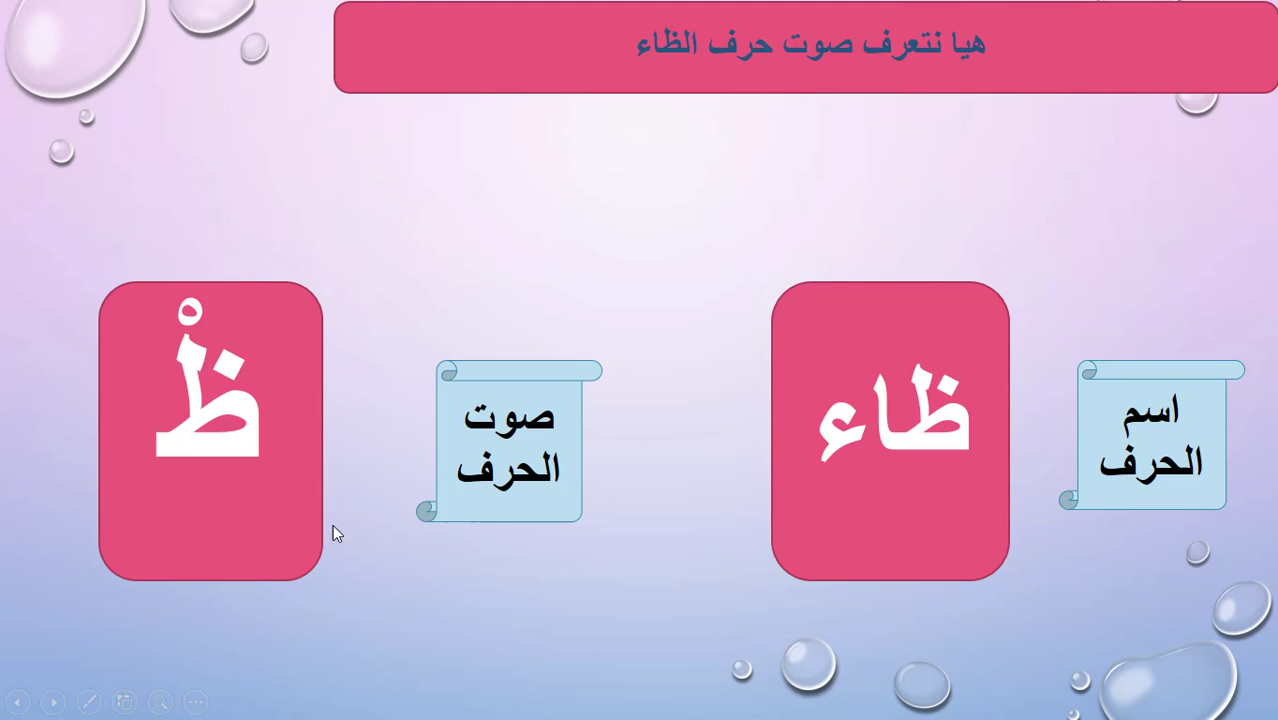 هيا نتعرف صوت حرف الظاء
اسم
الحرف
ظاء
صوت
الحرف
ظْ